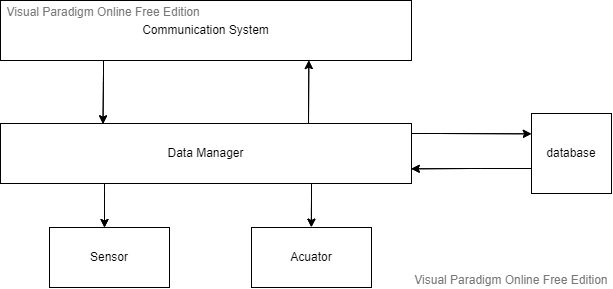 Visual Paradigm Online Free Edition
Communication System
Data Manager
database
Sensor
Acuator
Visual Paradigm Online Free Edition